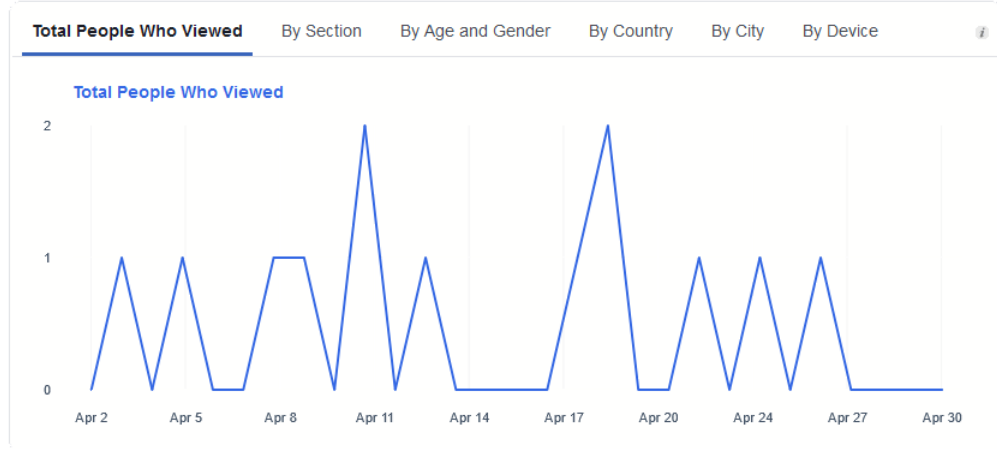 Total People Who Viewed By Section By Age and Gender By Country By City By Device i
Total People Who Viewed
2
1
0
Apr 2 Apr 5 Apr 8 Apr 11 Apr 14 Apr 17 Apr 20 Apr 24 Apr 27 Apr 30